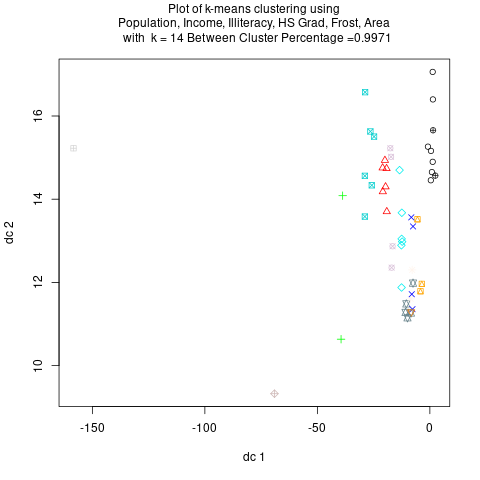 Plot of k-means clustering using
Population, Income, Illiteracy, HS Grad, Frost, Area
with k = 14 Between Cluster Percentage =0.9971
16
14
12
10
dc 2
-150
-100
-50
0
dc 1